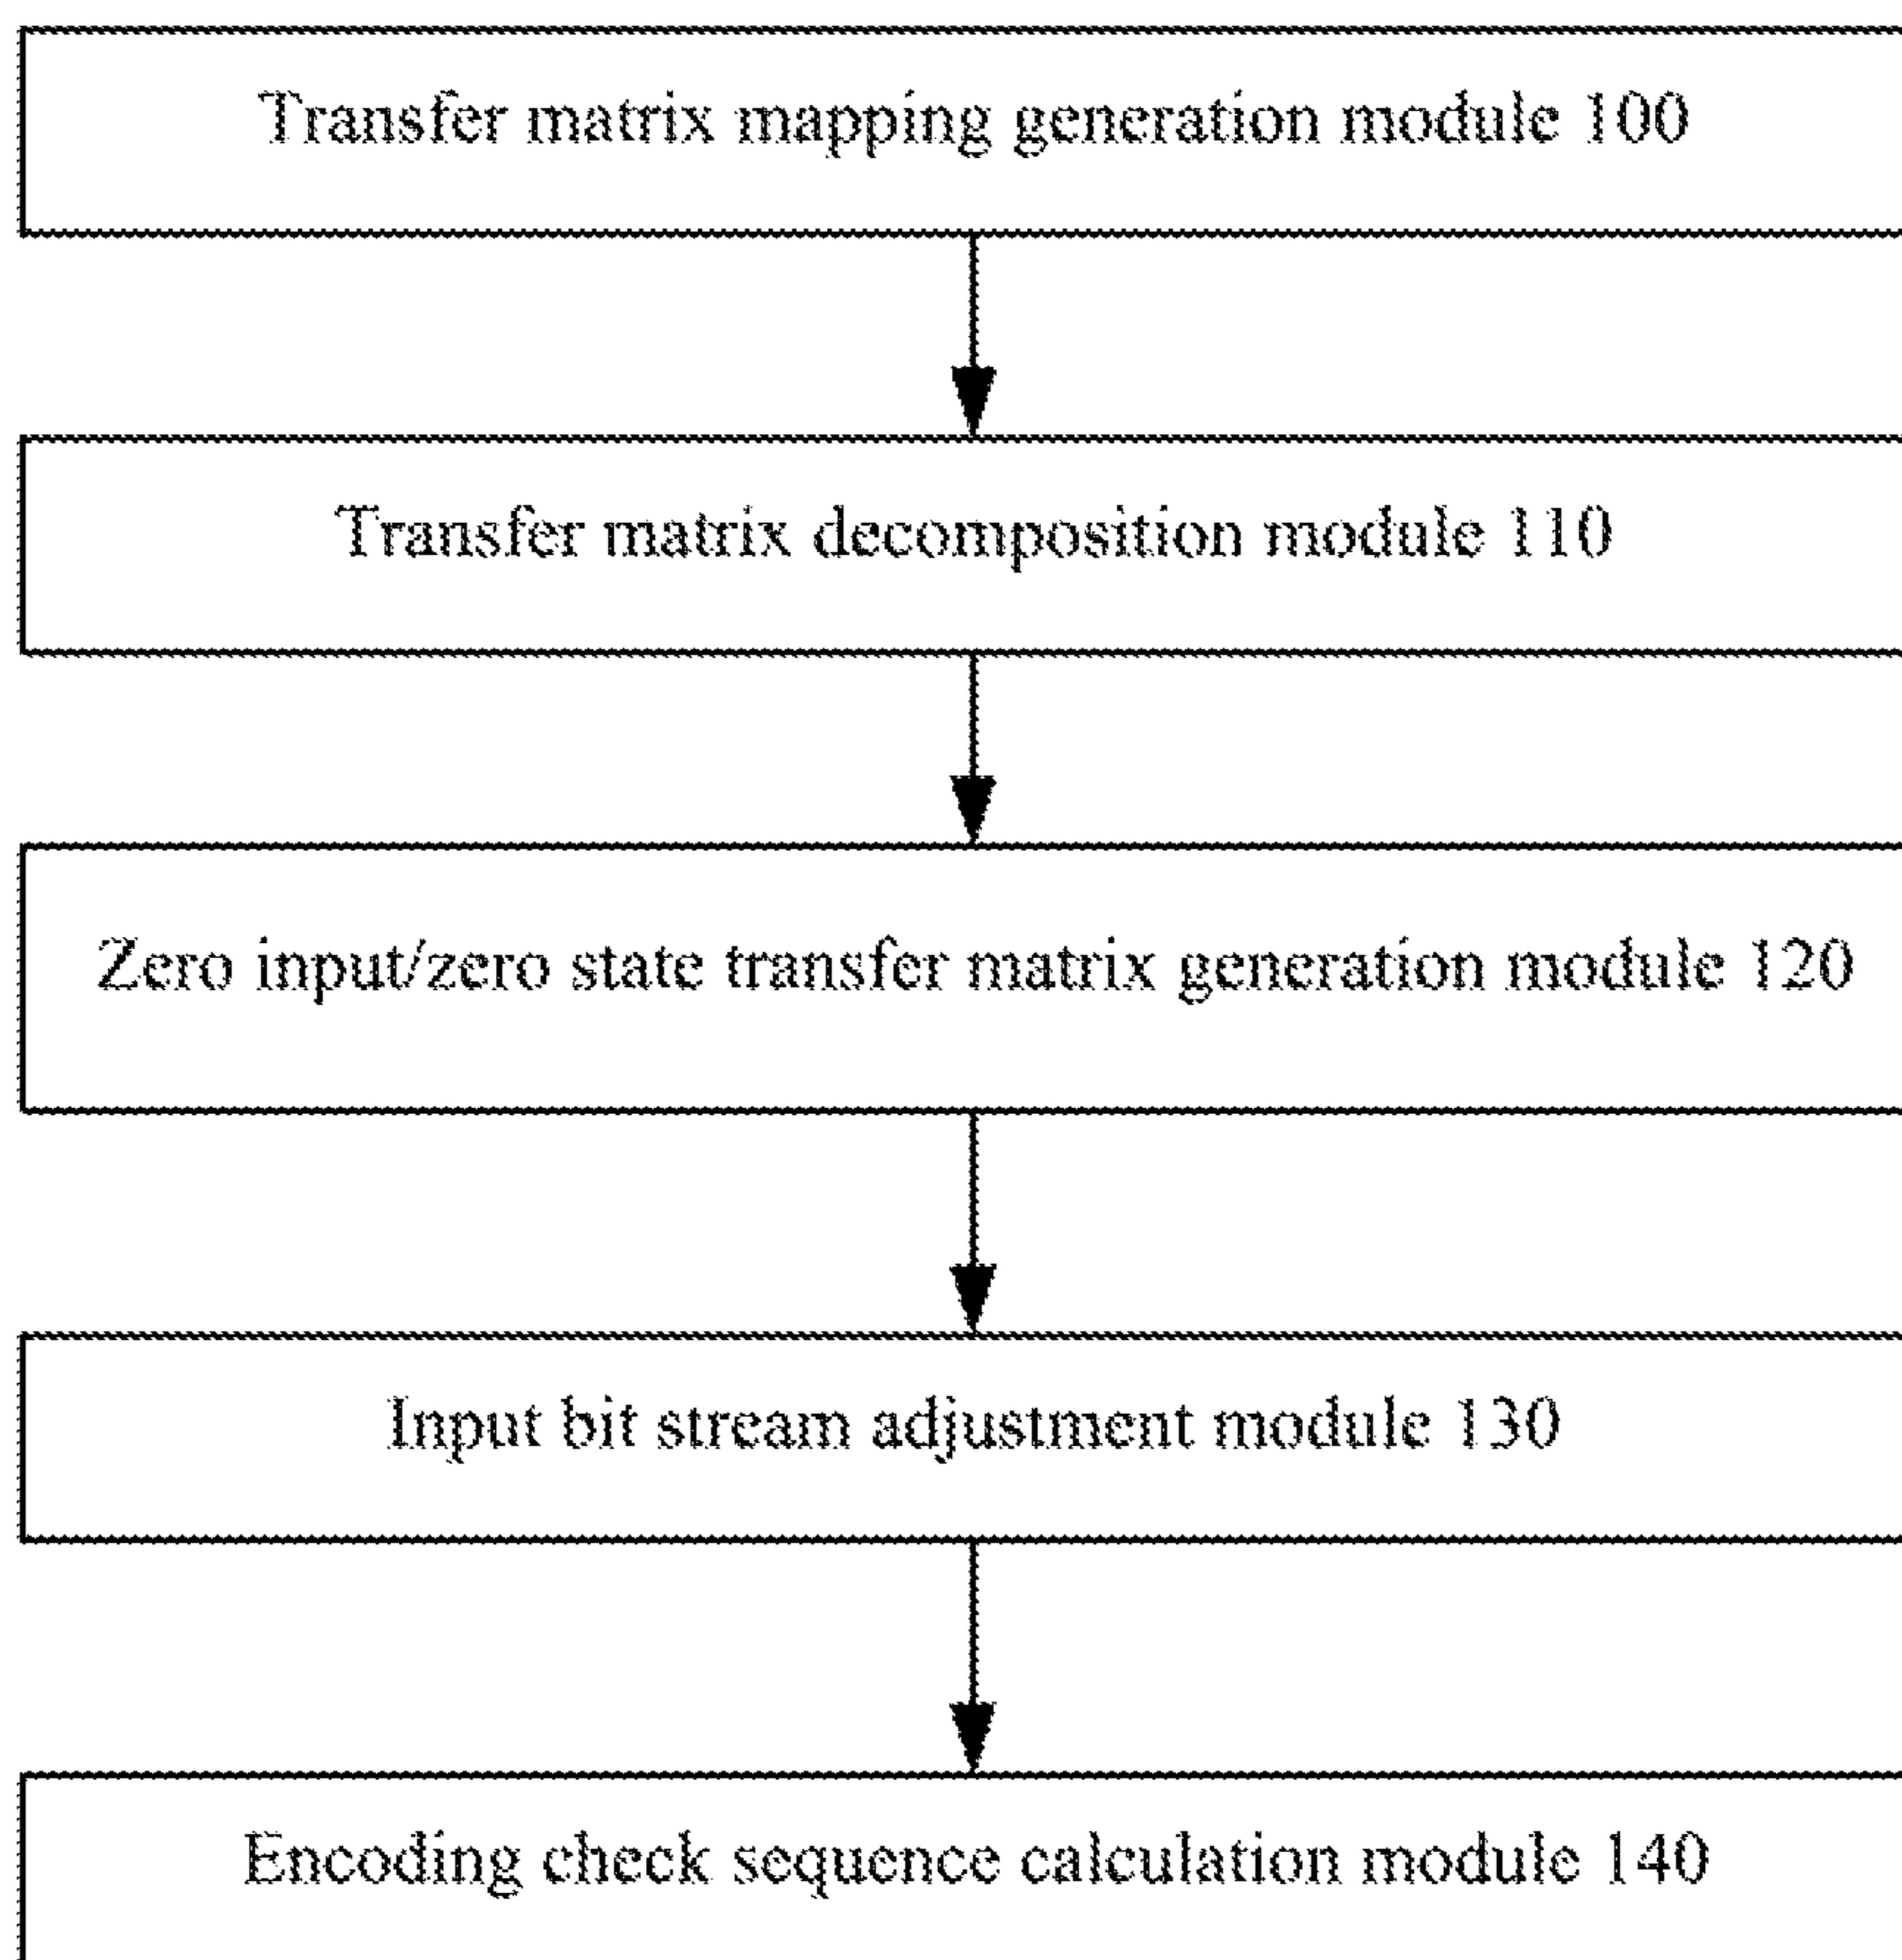 Transfer matrix mapping generation module 100
Transfer matrix decomposition module 110
Zero input/zero state transfer matrix generation module 120
Input bit stream adjustment module 130
Encoding check sequence calculation module 140